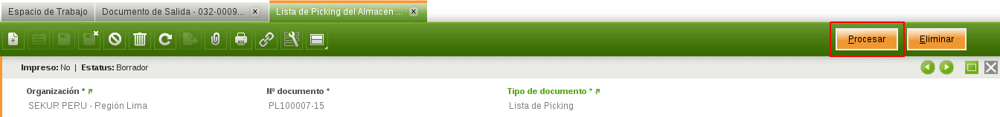 Espacio de Trabajo
Documento de Salida - 032-0009...
Lista de Picking del Almacén ...
Procesar
Eliminar
Impreso: No | Estatus: Borrador
Organización *
Nº documento *
Tipo de documento *
SEKUR PERU - Región Lima
PL100007-15
Lista de Picking